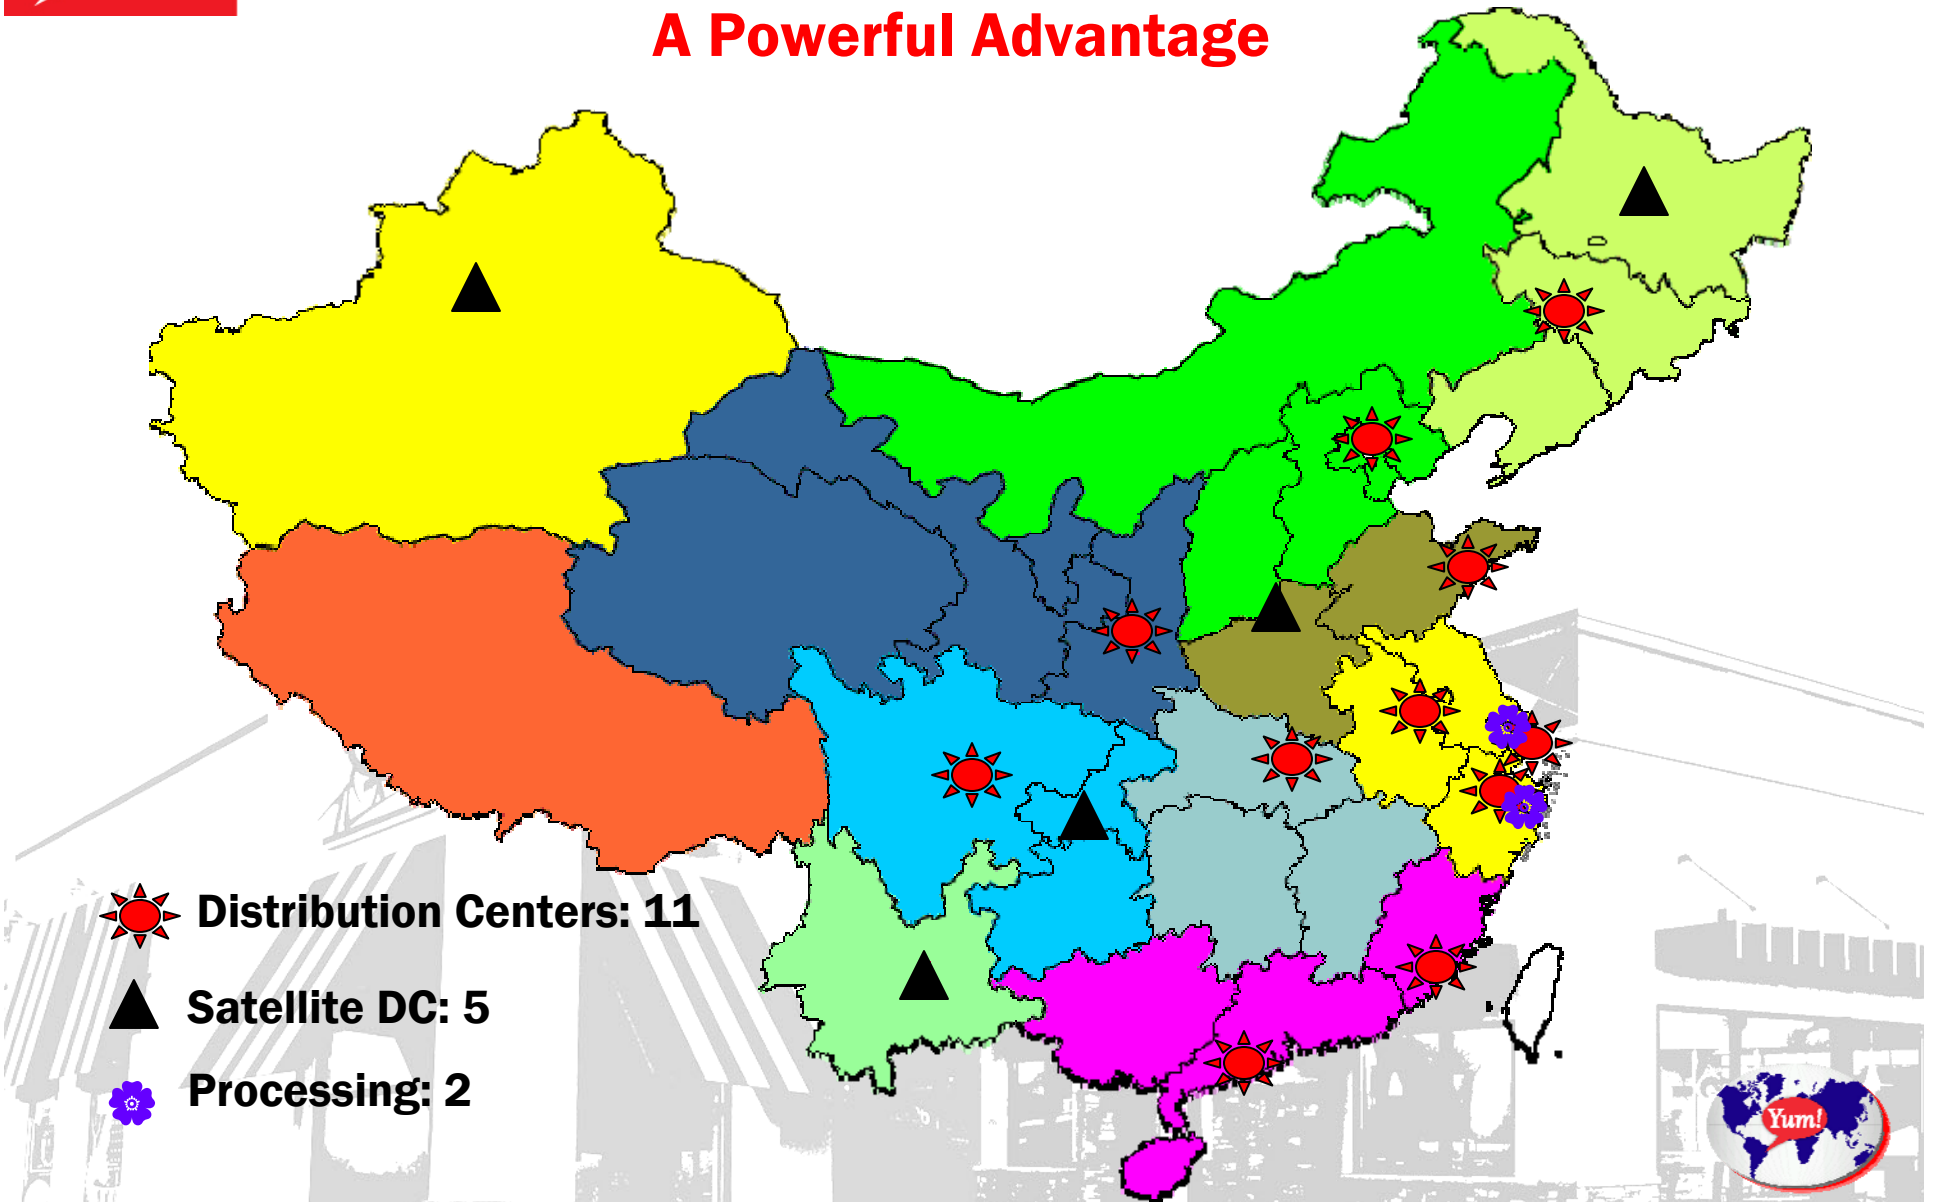 A Powerful Advantage
Distribution Centers: 11
Satellite DC: 5
Processing: 2
Yum!